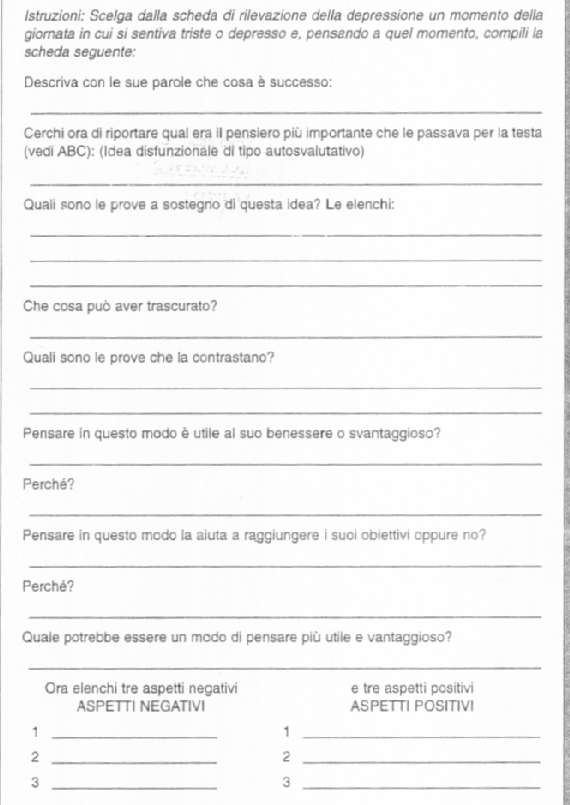 Istruzioni: Scelga dalla scheda di rilevazione della depressione un momento della
giornata in cui si sentiva triste o depresso e, pensando a quel momento, compili la
scheda seguente:
Descriva con le sue parole che cosa è successo:
Cerchi ora di riportare qual era il pensiero più importante che le passava per la testa
(vedi ABC): (Idea disfunzionale di tipo autosvalutativo)
Quali sono le prove a sostegno di questa idea? Le elenchi:
Che cosa può aver trascurato?
Quali sono le prove che la contrastano?
Pensare in questo modo è utile al suo benessere o svantaggioso?
Perché?
Pensare in questo modo la aiuta a raggiungere i suoi obiettivi oppure no?
Perché?
Quale potrebbe essere un modo di pensare più utile e vantaggioso?
Ora elenchi tre aspetti negativi e tre aspetti positivi
ASPETTI NEGATIVI ASPETTI POSITIVI
1 1
2 2
3 3